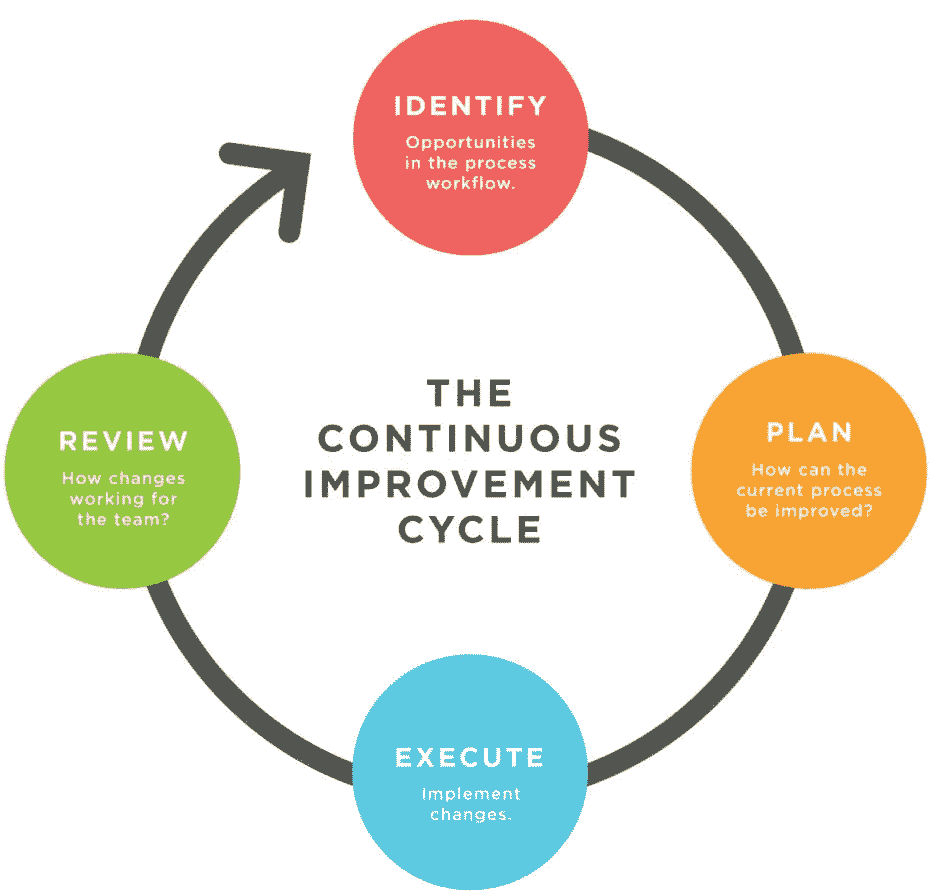 IDENTIFY
Opportunities
in the process
workflow.
PLAN
How can the
current process
be improved?
EXECUTE
Implement
changes.
REVIEW
How changes
working for
the team?
THE
CONTINUOUS
IMPROVEMENT
CYCLE